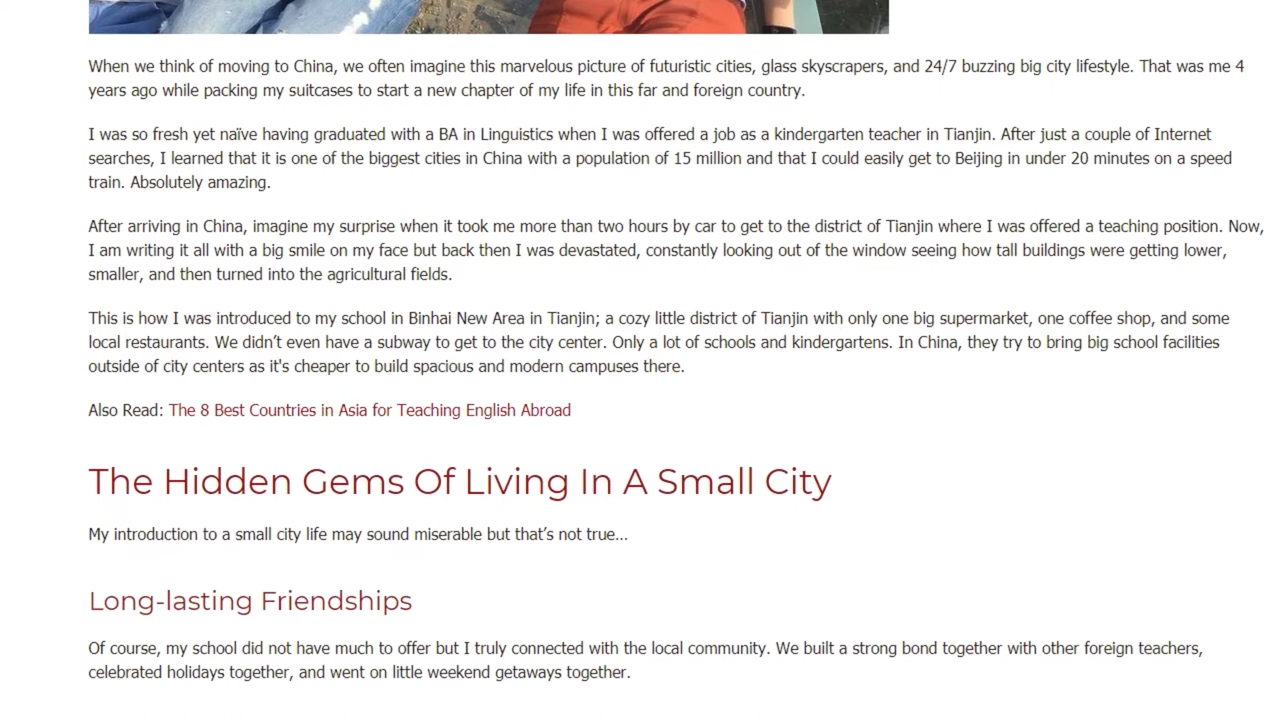 When we think of moving to China, we often imagine this marvelous picture of futuristic cities, glass skyscrapers, and 24/7 buzzing big city lifestyle. That was me 4
years ago while packing my suitcases to start a new chapter of my life in this far and foreign country.
I was so fresh yet naïve having graduated with a BA in Linguistics when I was offered a job as a kindergarten teacher in Tianjin. After just a couple of Internet
searches, I learned that it is one of the biggest cities in China with a population of 15 million and that I could easily get to Beijing in under 20 minutes on a speed
train. Absolutely amazing.
After arriving in China, imagine my surprise when it took me more than two hours by car to get to the district of Tianjin where I was offered a teaching position. Now,
I am writing it all with a big smile on my face but back then I was devastated, constantly looking out of the window seeing how tall buildings were getting lower,
smaller, and then turned into the agricultural fields.
This is how I was introduced to my school in Binhai New Area in Tianjin; a cozy little district of Tianjin with only one big supermarket, one coffee shop, and some
local restaurants. We didn’t even have a subway to get to the city center. Only a lot of schools and kindergartens. In China, they try to bring big school facilities
outside of city centers as it's cheaper to build spacious and modern campuses there.
Also Read: The 8 Best Countries in Asia for Teaching English Abroad
The Hidden Gems Of Living In A Small City
My introduction to a small city life may sound miserable but that’s not true…
Long-lasting Friendships
Of course, my school did not have much to offer but I truly connected with the local community. We built a strong bond together with other foreign teachers,
celebrated holidays together, and went on little weekend getaways together.